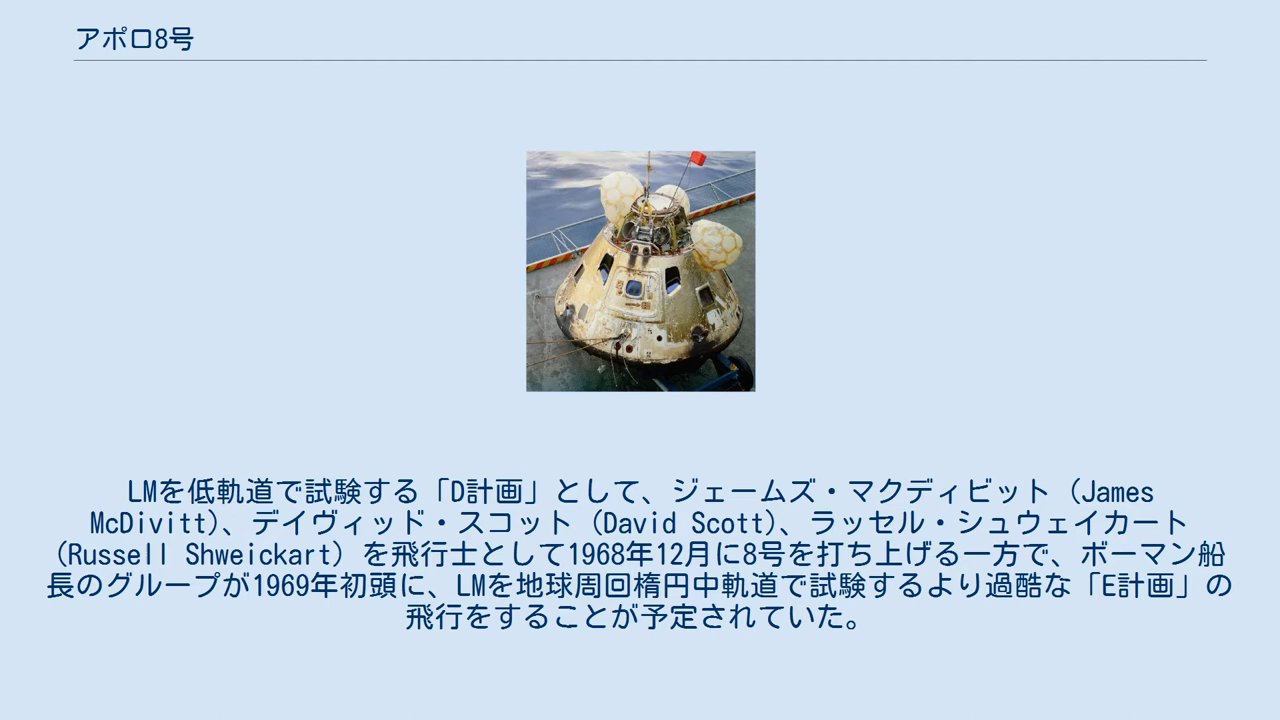 アポロ8号
LMを低軌道で試験する「D計画」として、ジェームズ・マクディビット（James
McDivitt)、デイヴィッド・スコット（David Scott)、ラッセル・シュウェイカート
（Russell Shweickart）を飛行士として1968年12月に8号を打ち上げる一方で、ボーマン船
長のグループが1969年初頭に、LMを地球周回楕円中軌道で試験するより過酷な「E計画」の
飛行をすることが予定されていた。